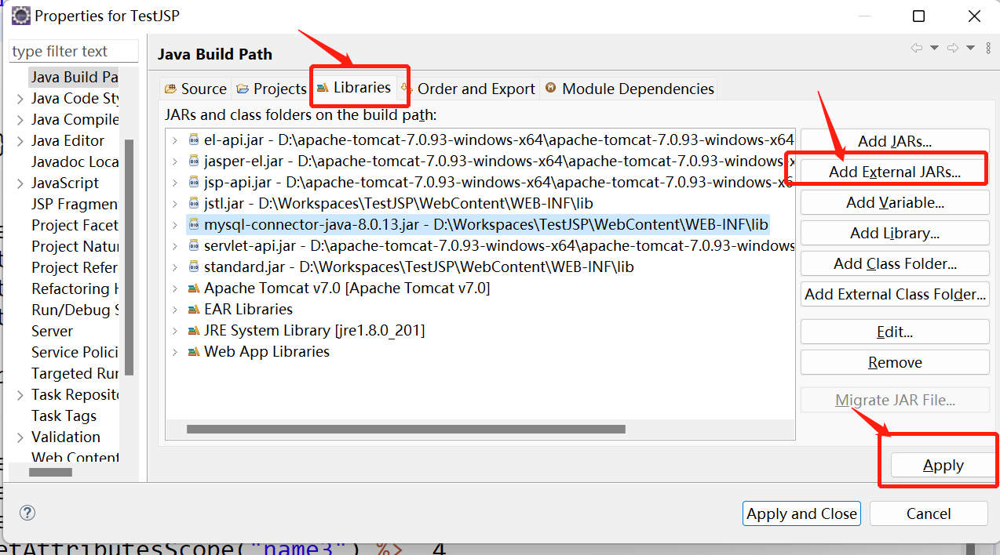 Properties for TestJSP
type filter text
Java Build Pa
Java Code Sty
Java Compile
Java Editor
Javadoc Loca
JavaScript
JSP Fragmen
Project Facet
Project Natur
Project Refer
Refactoring H
Run/Debug S
Server
Service Polici
Targeted Run
Task Reposito
Task Tags
Validation
Web Content
Java Build Path
Source
Projects
Libraries
Order and Export
Module Dependencies
JARs and class folders on the build path:
el-api.jar - D:\apache-tomcat-7.0.93-windows-x64\apache-tomcat-7.0.93-windows-x64
jasper-el.jar - D:\apache-tomcat-7.0.93-windows-x64\apache-tomcat-7.0.93-windows-x
jsp-api.jar - D:\apache-tomcat-7.0.93-windows-x64\apache-tomcat-7.0.93-windows-x6
jstl.jar - D:\Workspaces\TestJSP\WebContent\WEB-INF\lib
mysql-connector-java-8.0.13.jar - D:\Workspaces\TestJSP\WebContent\WEB-INF\lib
servlet-api.jar - D:\apache-tomcat-7.0.93-windows-x64\apache-tomcat-7.0.93-windows
standard.jar - D:\Workspaces\TestJSP\WebContent\WEB-INF\lib
Apache Tomcat v7.0 [Apache Tomcat v7.0]
EAR Libraries
JRE System Library [jre1.8.0_201]
Web App Libraries
Add JARs...
Add External JARs...
Add Variable...
Add Library...
Add Class Folder...
Add External Class Folder...
Edit...
Remove
Migrate JAR File...
Apply
Apply and Close
Cancel
etAttributesScope("name3") %> 4